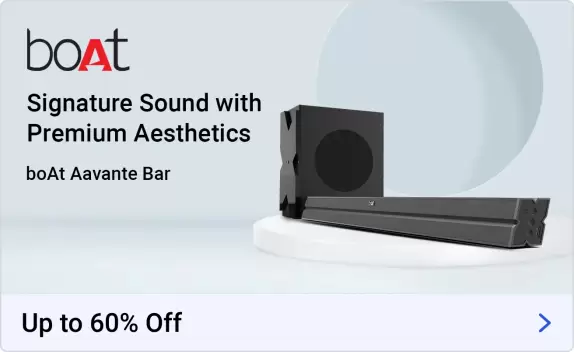 boAt
Signature Sound with
Premium Aesthetics
boAt Aavante Bar
Up to 60% Off